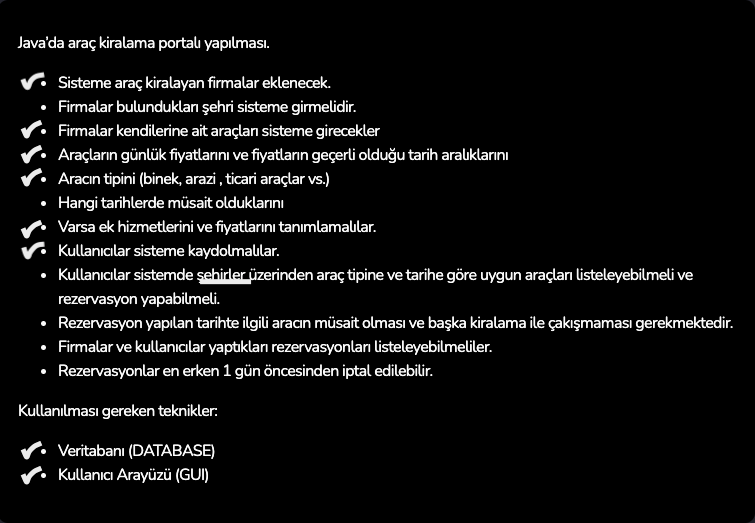 Java'da araç kiralama portalı yapılması.
Sisteme araç kiralayan firmalar eklenecek.
Firmalar bulundukları şehri sisteme girmelidir.
Firmalar kendilerine ait araçları sisteme girecekler
Araçların günlük fiyatlarını ve fiyatların geçerli olduğu tarih aralıklarını
Aracın tipini (binek, arazi , ticari araçlar vs.)
Hangi tarihlerde müsait olduklarını
Varsa ek hizmetlerini ve fiyatlarını tanımlamalılar.
Kullanıcılar sisteme kaydolmalılar.
Kullanıcılar sistemde şehirler üzerinden araç tipine ve tarihe göre uygun araçları listeleyebilmeli ve
rezervasyon yapabilmeli.
Rezervasyon yapılan tarihte ilgili aracın müsait olması ve başka kiralama ile çakışmaması gerekmektedir.
Firmalar ve kullanıcılar yaptıkları rezervasyonları listeleyebilmeliler.
Rezervasyonlar en erken 1 gün öncesinden iptal edilebilir.
Kullanılması gereken teknikler:
Veritabanı (DATABASE)
Kullanıcı Arayüzü (GUI)